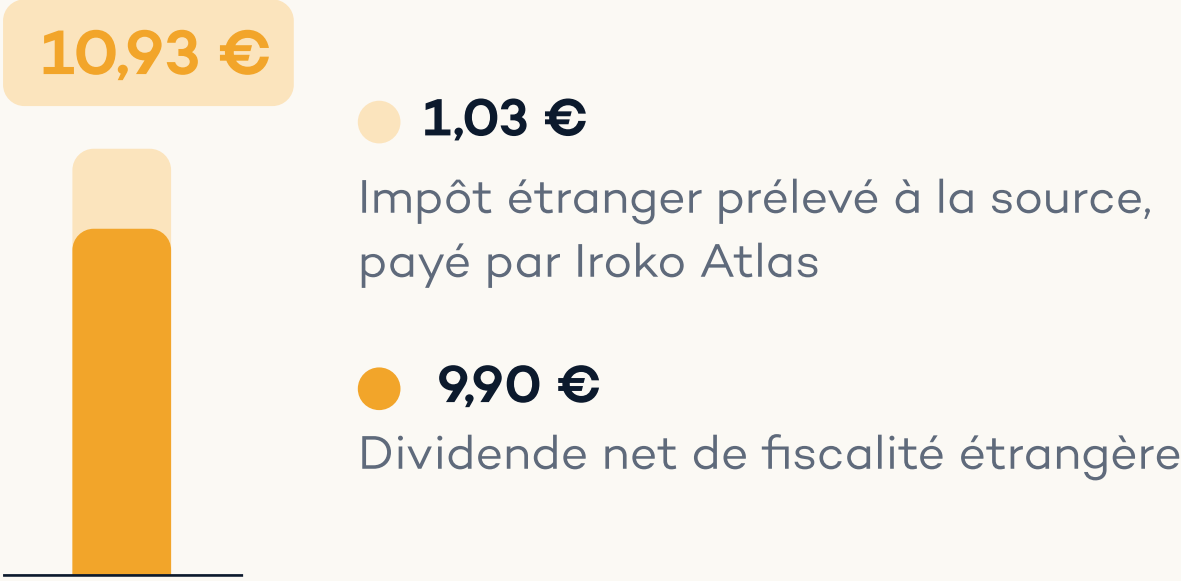 10,93 €
1,03 €
Impôt étranger prélevé à la source,
payé par Iroko Atlas
9,90 €
Dividende net de fiscalité étrangère